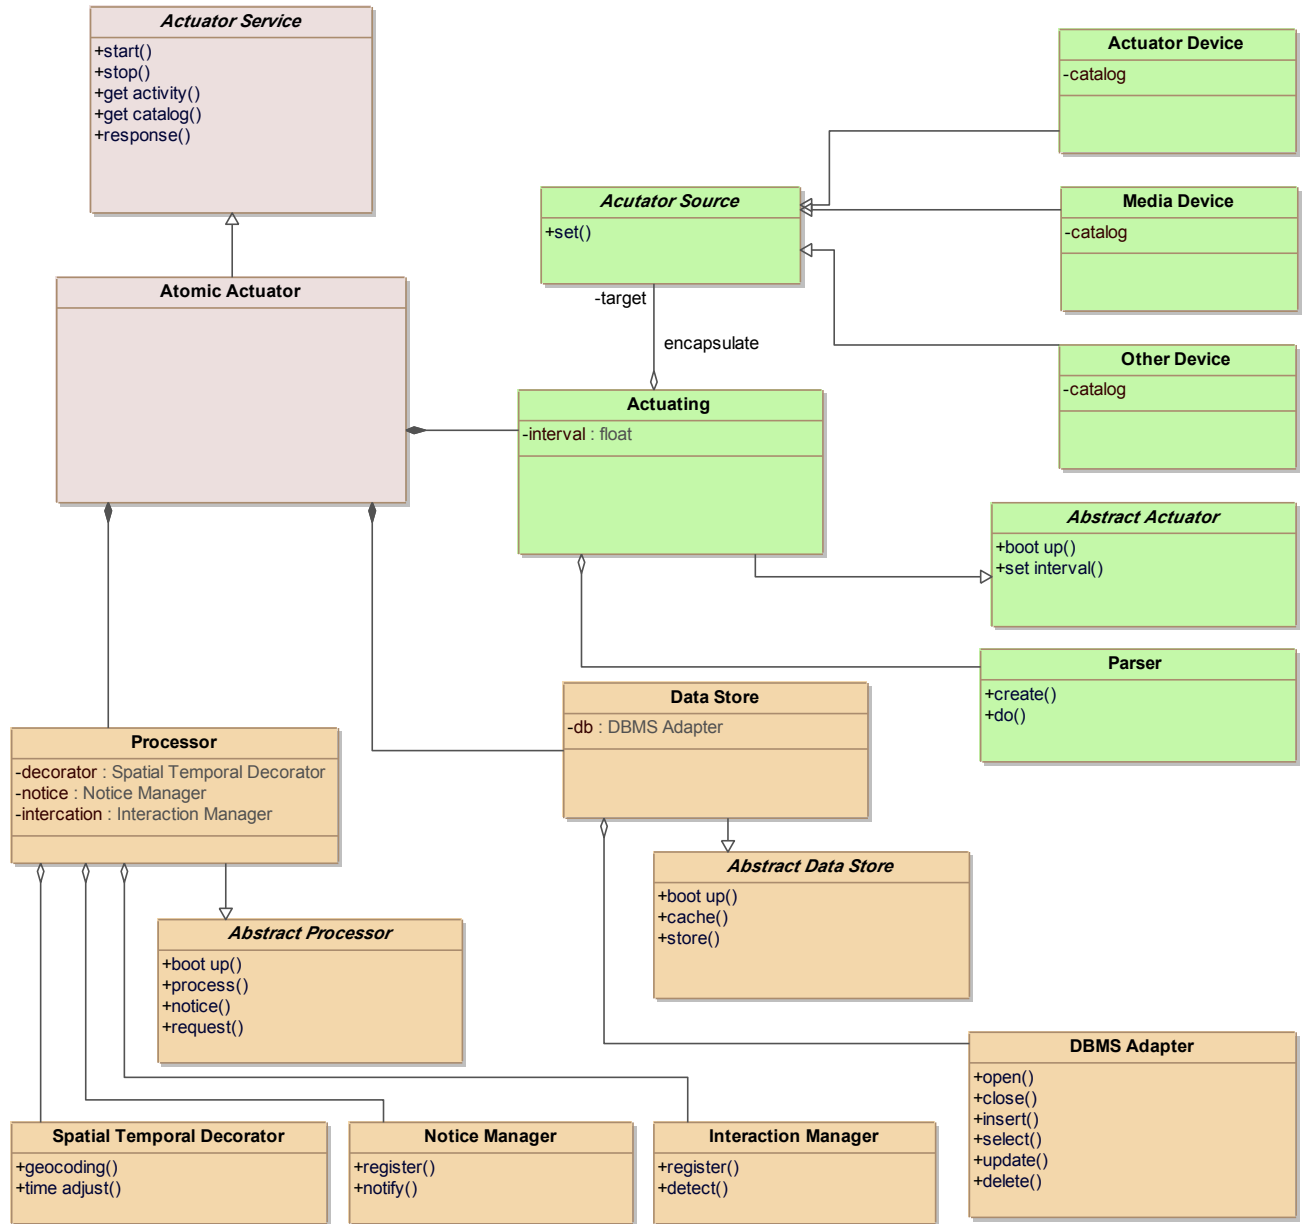 Actuator Service
+start()
+stop()
+get activity()
+get catalog()
+response()
Actuator Device
-catalog
Acutator Source
+set()
Media Device
-catalog
-target
encapsulate
Other Device
-catalog
Atomic Actuator
Actuating
-interval : float
Abstract Actuator
+boot up()
+set interval()
Parser
+create()
+do()
Data Store
-db : DBMS Adapter
Processor
-decorator : Spatial Temporal Decorator
-notice : Notice Manager
-intercation : Interaction Manager
Abstract Data Store
+boot up()
+cache()
+store()
Abstract Processor
+boot up()
+process()
+notice()
+request()
DBMS Adapter
+open()
+close()
+insert()
+select()
+update()
+delete()
Spatial Temporal Decorator
+geocoding()
+time adjust()
Notice Manager
+register()
+notify()
Interaction Manager
+register()
+detect()